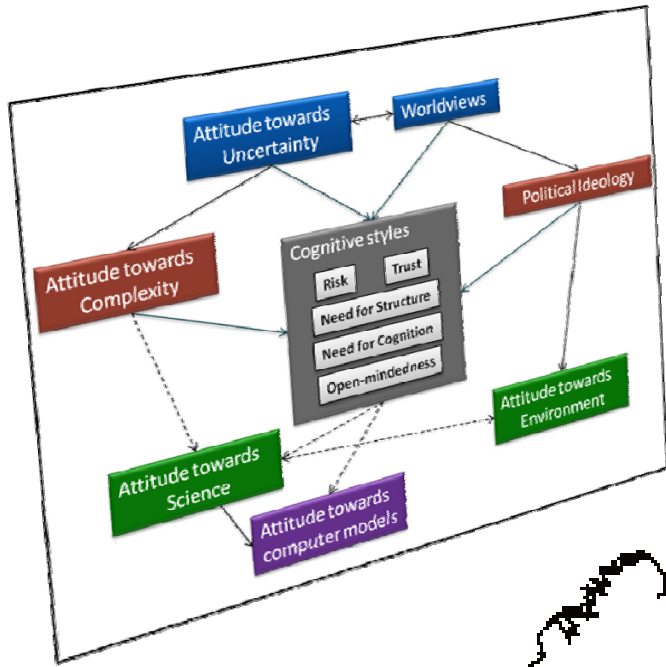 Attitude towards
Uncertainty
Worldviews
Political Ideology
Attitude towards
Complexity
Cognitive styles
Risk
Trust
Need for Structure
Need for Cognition
Open-mindedness
Attitude towards
Environment
Attitude towards
Science
Attitude towards
computer models